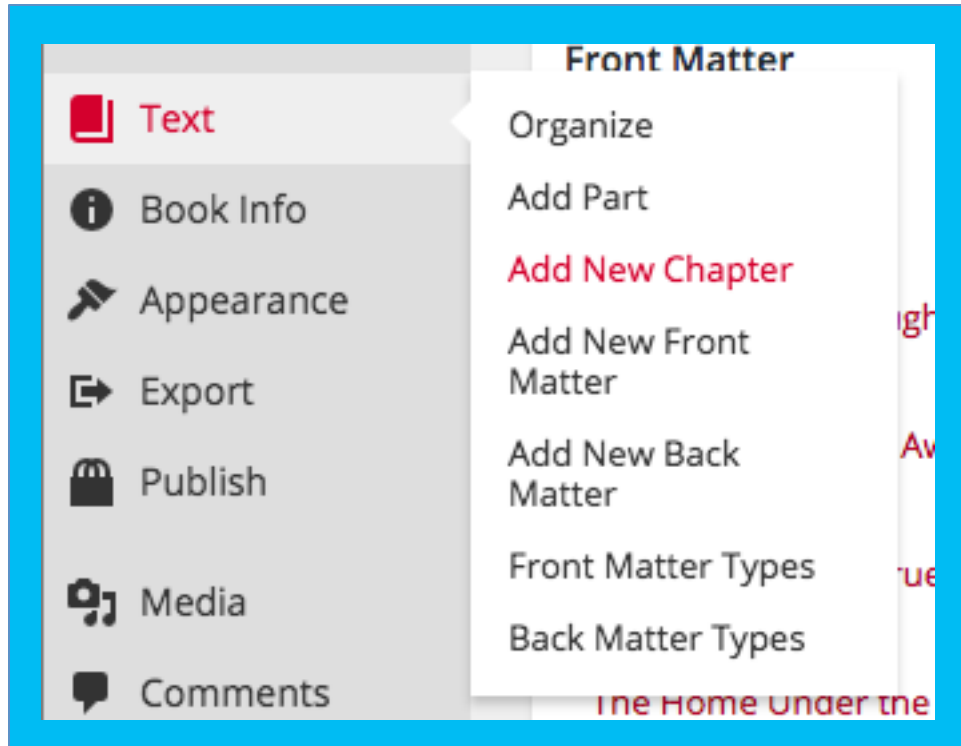 Front Matter
Text
Book Info
Appearance
Export
Publish
Media
Comments
Organize
Add Part
Add New Chapter
Add New Front
Matter
Add New Back
Matter
Front Matter Types
Back Matter Types
The Home Under the